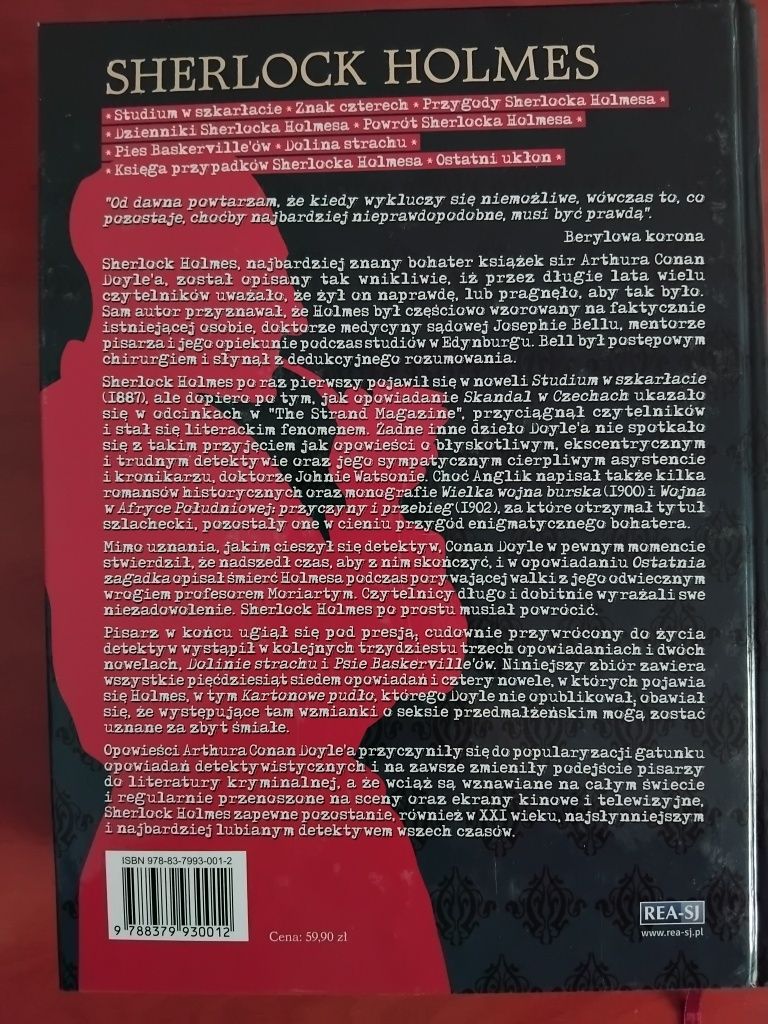 SHERLOCK HOLMES
* Studium w szkarłacie * Znak czterech * Przygody Sherlocka Holmesa *
* Dzienniki Sherlocka Holmesa * Powrót Sherlocka Holmesa *
* Pies Baskerville'ów * Dolina strachu *
* Księga przypadków Sherlocka Holmesa * Ostatni ukłon *
"Od dawna powtarzam, że kiedy wykluczy się niemożliwe, wówczas to, co
pozostaje, choćby najbardziej nieprawdopodobne, musi być prawdą".
Berylowa korona
Sherlock Holmes, najbardziej znany bohater książek sir Arthura Conan
Doyle'a, został opisany tak wnikliwie, iż przez długie lata wielu
czytelników uważało, że żył on naprawdę, lub pragnęło, aby tak było.
Sam autor przyznawał, że Holmes był częściowo wzorowany na faktycznie
istniejącej osobie, doktorze medycyny sądowej Josephie Bellu, mentorze
pisarza i jego opiekunie podczas studiów w Edynburgu. Bell był postępowym
chirurgiem i słynął z dedukcyjnego rozumowania.
Sherlock Holmes po raz pierwszy pojawił się w noweli Studium w szkarłacie
(1887), ale dopiero po tym, jak opowiadanie Skandal w Czechach ukazało
się w odcinkach w "The Strand Magazine", przyciągnął czytelników
i stał się literackim fenomenem. Żadne inne dzieło Doyle'a nie spotkało
się z takim przyjęciem jak opowieści o błyskotliwym, ekscentrycznym
i trudnym detektywie oraz jego sympatycznym cierpliwym asystencie
i kronikarzu, doktorze Johnie Watsonie. Choć Anglik napisał także kilka
romansów historycznych oraz monografie Wielka wojna burska (1900) i Wojna
w Afryce Południowej: przyczyny i przebieg (1902), za które otrzymał tytuł
szlachecki, pozostały one w cieniu przygód enigmatycznego bohatera.
Mimo uznania, jakim cieszył się detektyw, Conan Doyle w pewnym momencie
stwierdził, że nadszedł czas, aby z nim skończyć, i w opowiadaniu Ostatnia
zagadka opisał śmierć Holmesa podczas porywającej walki z jego odwiecznym
wrogiem profesorem Moriartym. Czytelnicy długo i dobitnie wyrażali swe
niezadowolenie. Sherlock Holmes po prostu musiał powrócić.
Pisarz w końcu ugiął się pod presją; cudownie przywrócony do życia
detektyw wystąpił w kolejnych trzydziestu trzech opowiadaniach i dwóch
nowelach, Dolinie strachu i Psie Baskerville'ów. Niniejszy zbiór zawiera
wszystkie pięćdziesiąt siedem opowiadań i cztery nowele, w których pojawia
się Holmes, w tym Kartonowe pudło, którego Doyle nie opublikował, obawiał
się, że występujące tam wzmianki o seksie przedmałżeńskim mogą zostać
uznane za zbyt śmiałe.
Opowieści Arthura Conan Doyle'a przyczyniły się do popularyzacji gatunku
opowiadań detektywistycznych i na zawsze zmieniły podejście pisarzy
do literatury kryminalnej, a że wciąż są wznawiane na całym świecie
i regularnie przenoszone na sceny oraz ekrany kinowe i telewizyjne,
Sherlock Holmes zapewne pozostanie, również w XXI wieku, najsłynniejszym
i najbardziej lubianym detektywem wszech czasów.
ISBN 978-83-7993-001-2
9 788379 930012
Cena: 59,90 zł
REA-SJ
www.rea-sj.pl